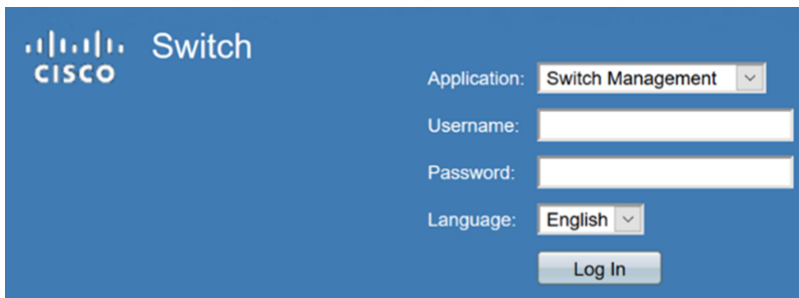 CISCO
Switch
Application: Switch Management
Username:
Password:
Language: English
Log In